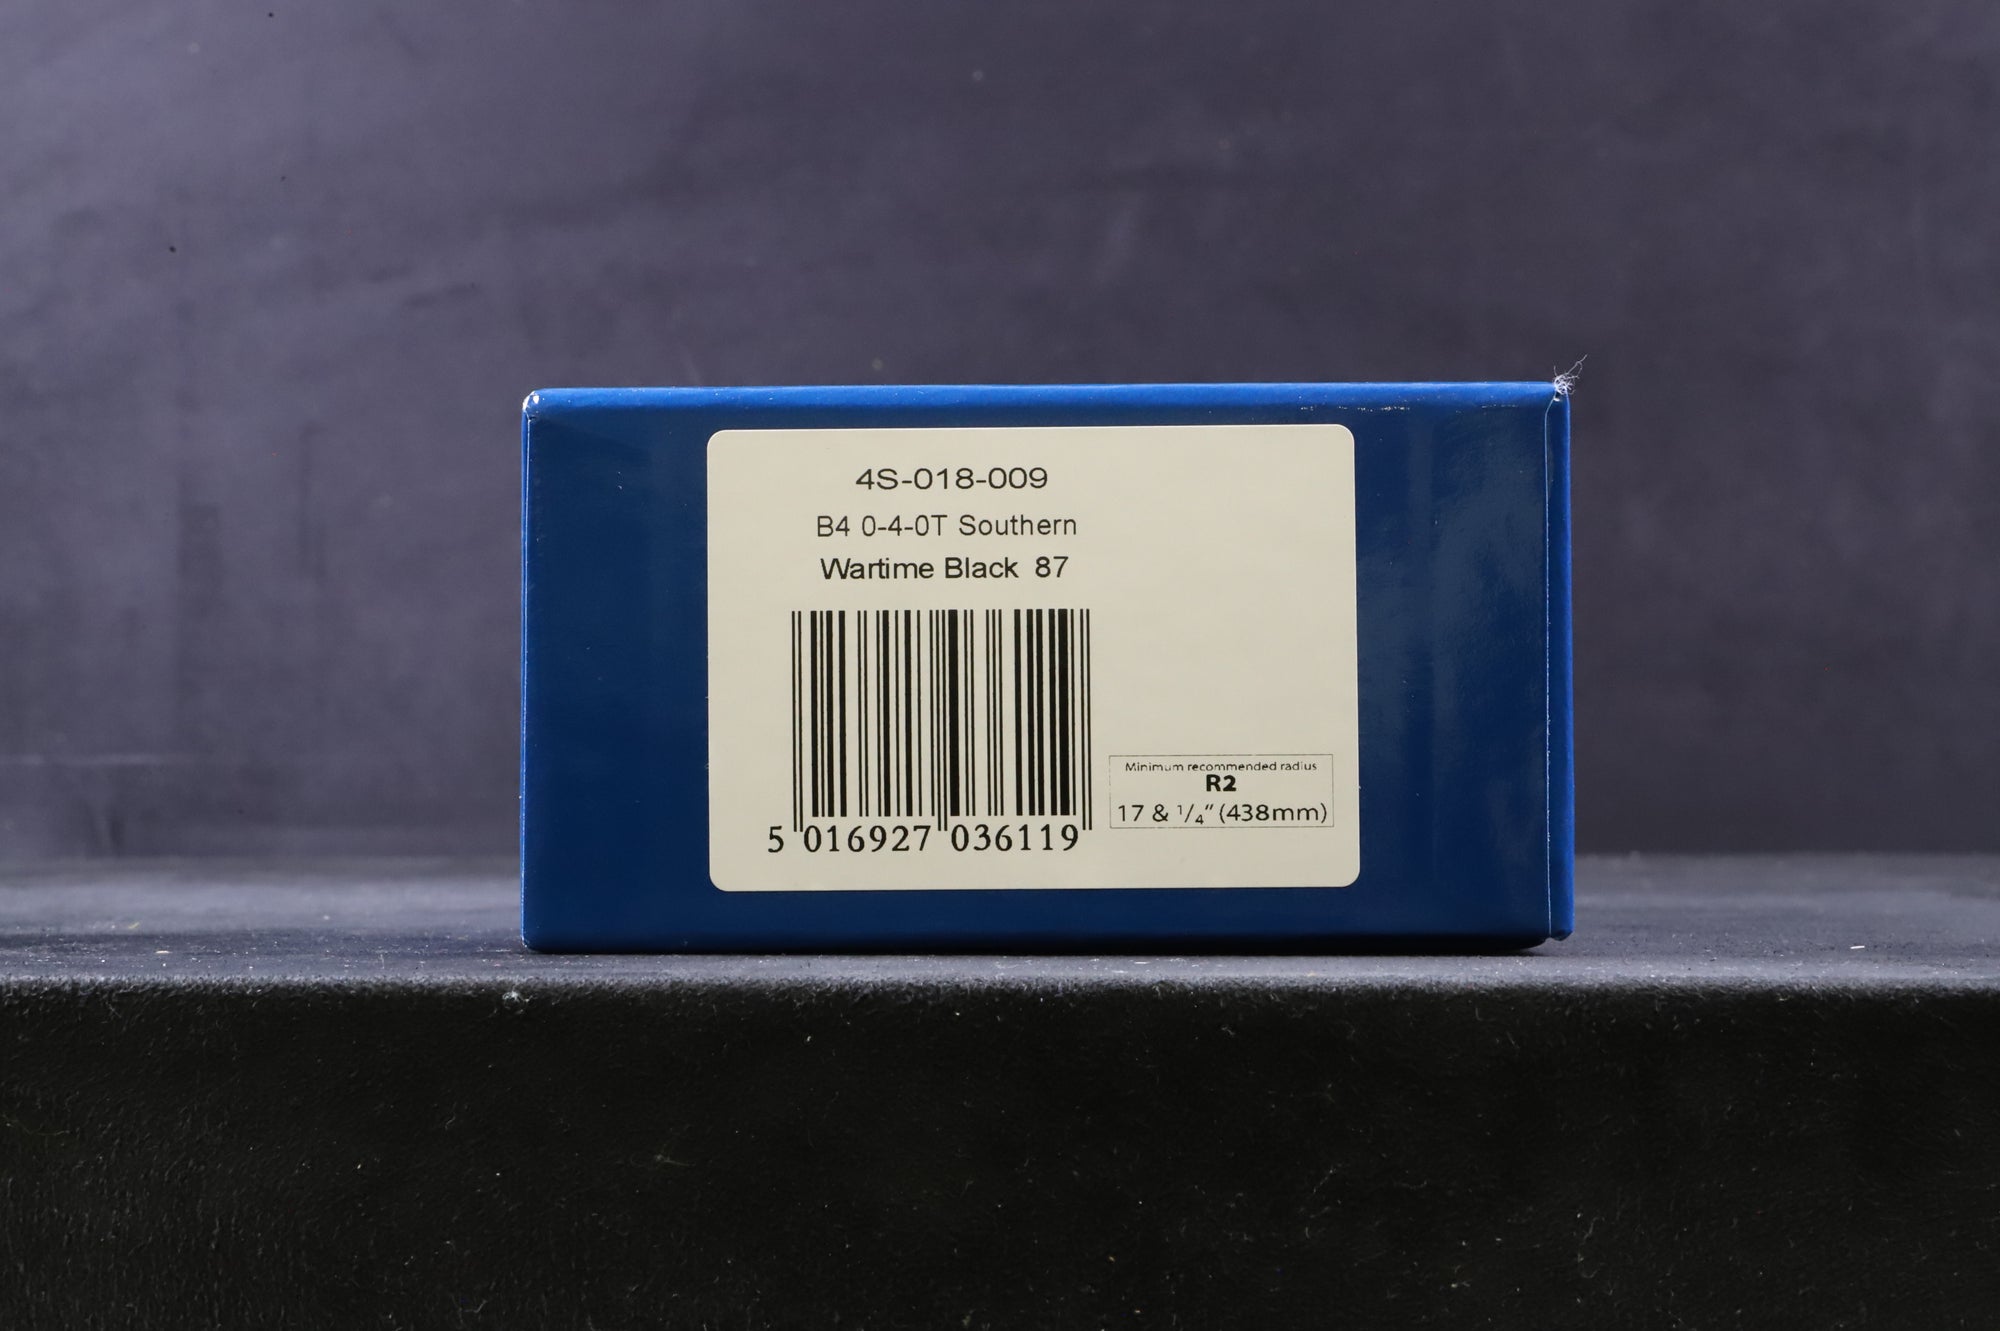 4S-018-009
B4 0-4-0T Southern
Wartime Black 87
5 016927 036119
Minimum recommended radius
R2
17 & 1/4" (438mm)